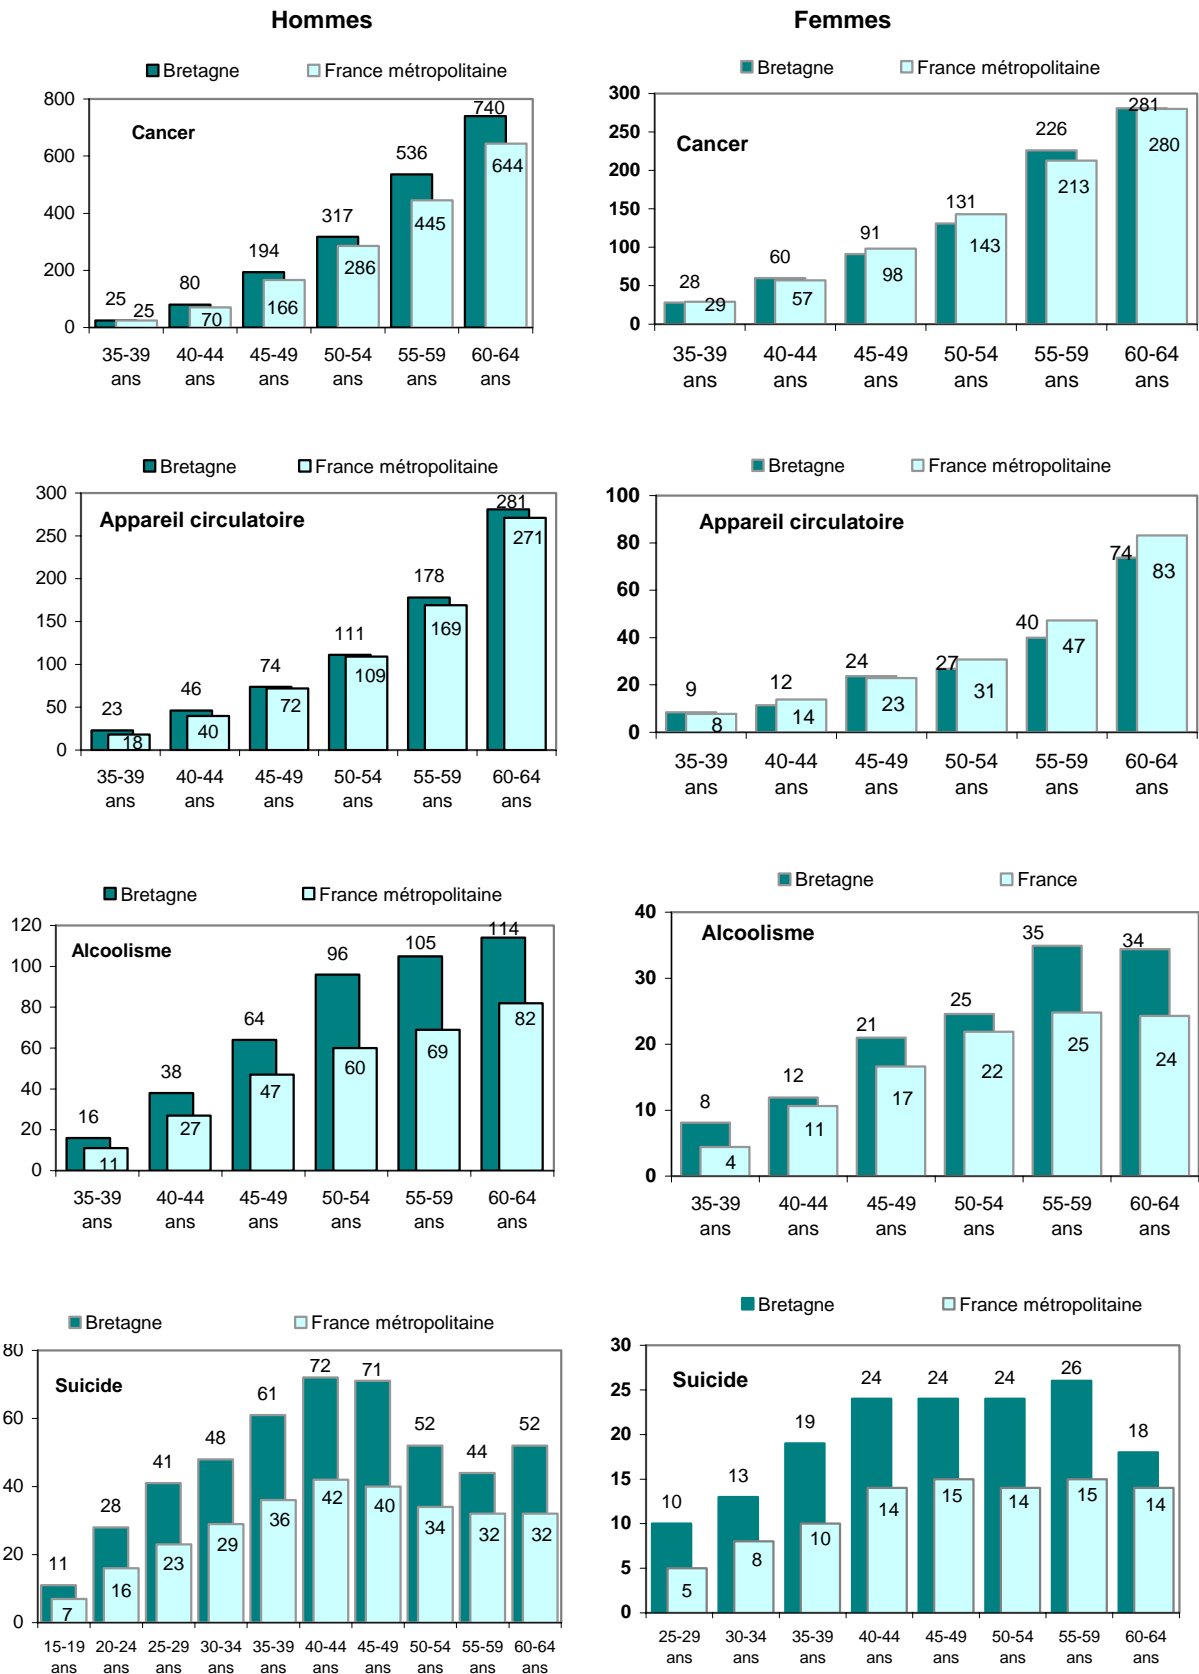 Hommes
Femmes
Bretagne France métropolitaine
800
600
400
200
0
Cancer
25 25 80 70 194 166 317 286 536 445 740 644
35-39 40-44 45-49 50-54 55-59 60-64
ans ans ans ans ans ans
Bretagne France métropolitaine
300
250
200
150
100
50
0
Cancer
28 29 60 57 91 98 131 143 226 213 281 280
35-39 40-44 45-49 50-54 55-59 60-64
ans ans ans ans ans ans
Bretagne France métropolitaine
300
250
200
150
100
50
0
Appareil circulatoire
23 18 46 40 74 72 111 109 178 169 281 271
35-39 40-44 45-49 50-54 55-59 60-64
ans ans ans ans ans ans
Bretagne France métropolitaine
100
80
60
40
20
0
Appareil circulatoire
9 8 12 14 24 23 27 31 40 47 74 83
35-39 40-44 45-49 50-54 55-59 60-64
ans ans ans ans ans ans
Bretagne France métropolitaine
120
100
80
60
40
20
0
Alcoolisme
16 11 38 27 64 47 96 60 105 69 114 82
35-39 40-44 45-49 50-54 55-59 60-64
ans ans ans ans ans ans
Bretagne France
40
30
20
10
0
Alcoolisme
8 4 12 11 21 17 25 22 35 25 34 24
35-39 40-44 45-49 50-54 55-59 60-64
ans ans ans ans ans ans
Bretagne France métropolitaine
80
60
40
20
0
Suicide
11 7 28 16 41 23 48 29 61 36 72 42 71 40 52 34 44 32 52 32
15-19 20-24 25-29 30-34 35-39 40-44 45-49 50-54 55-59 60-64
ans ans ans ans ans ans ans ans ans ans
Bretagne France métropolitaine
30
25
20
15
10
5
0
Suicide
10 5 13 8 19 10 24 14 24 15 24 14 26 15 18 14
25-29 30-34 35-39 40-44 45-49 50-54 55-59 60-64
ans ans ans ans ans ans ans ans